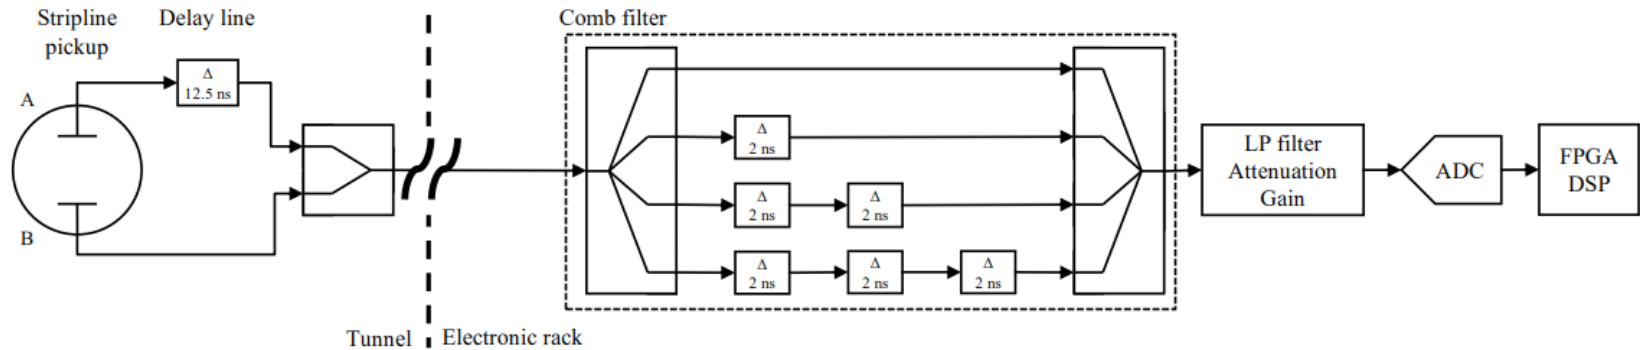 Stripline
pickup
Delay line
Comb filter
A
Δ
12.5 ns
B
Δ
2 ns
Δ
2 ns
Δ
2 ns
Δ
2 ns
Δ
2 ns
Δ
2 ns
LP filter
Attenuation
Gain
ADC
FPGA
DSP
Tunnel
Electronic rack